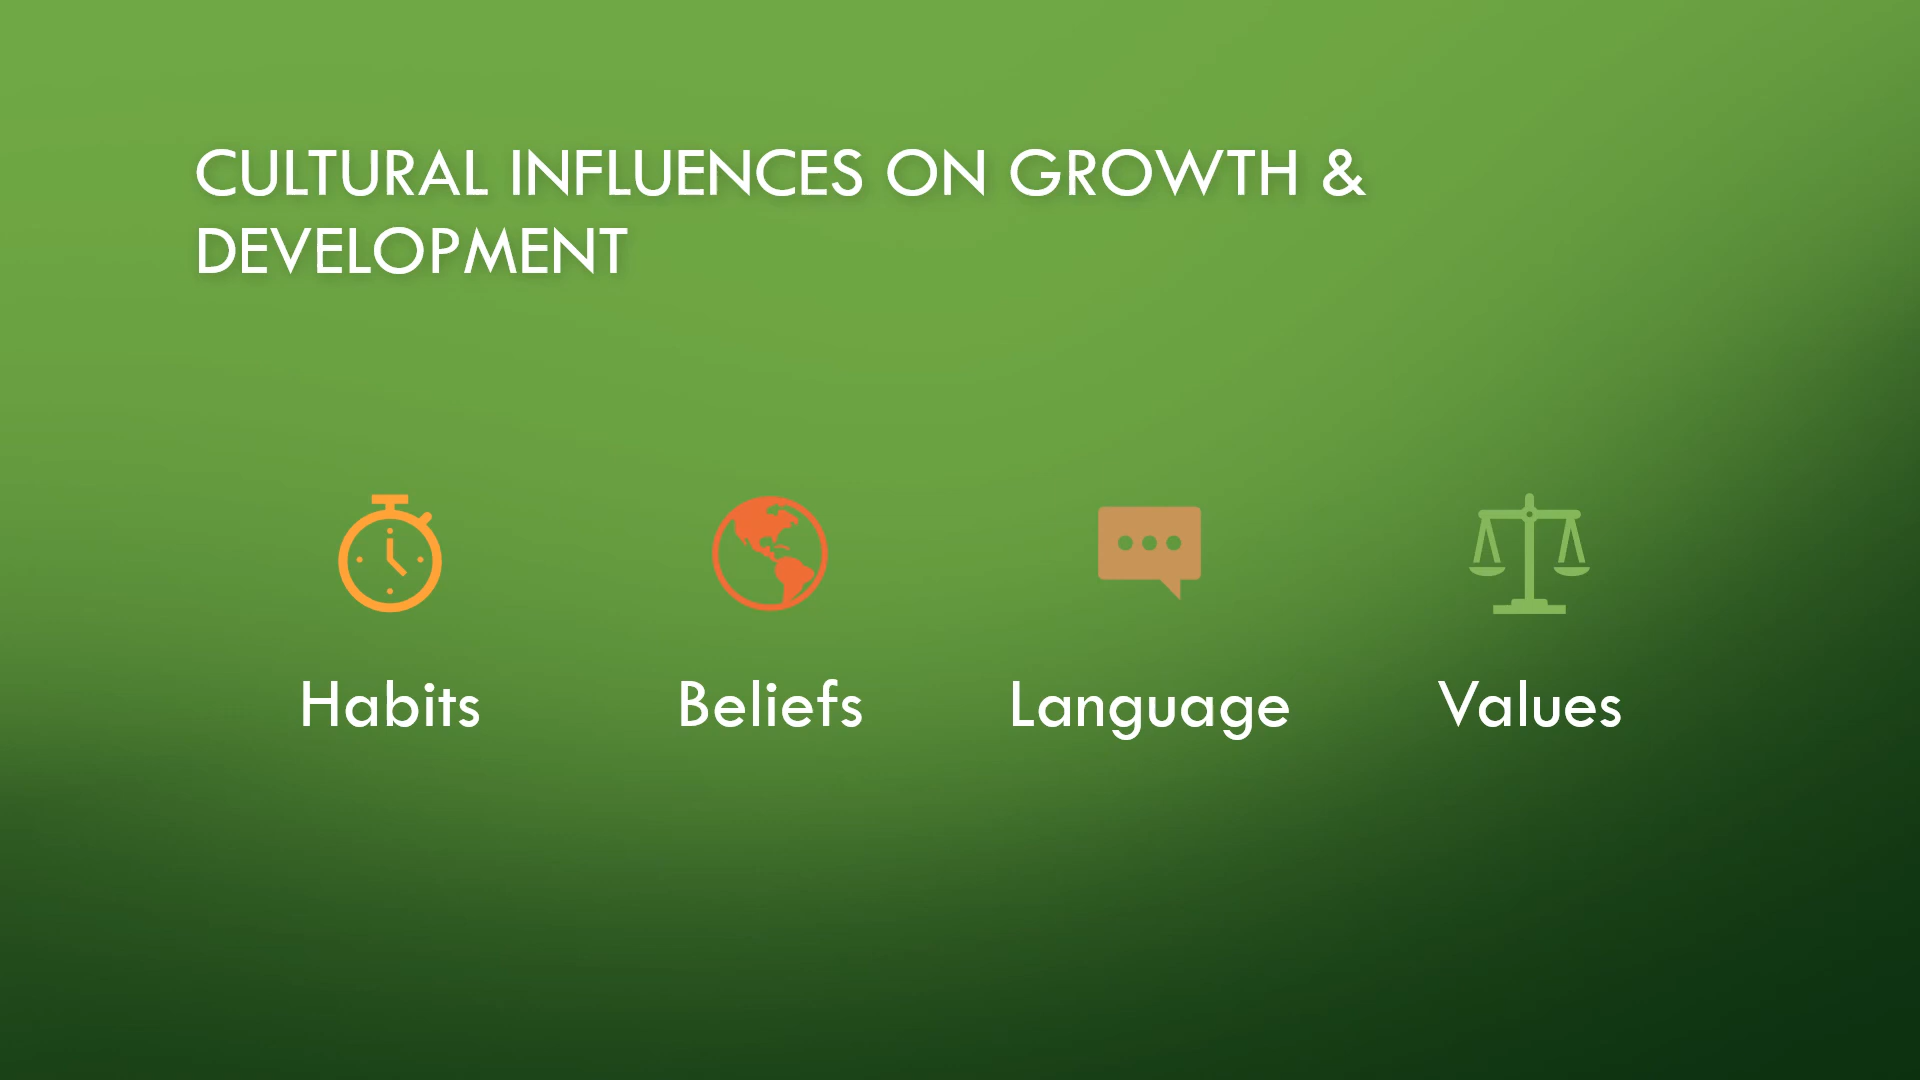 CULTURAL INFLUENCES ON GROWTH &
DEVELOPMENT
Habits
Beliefs
Language
Values